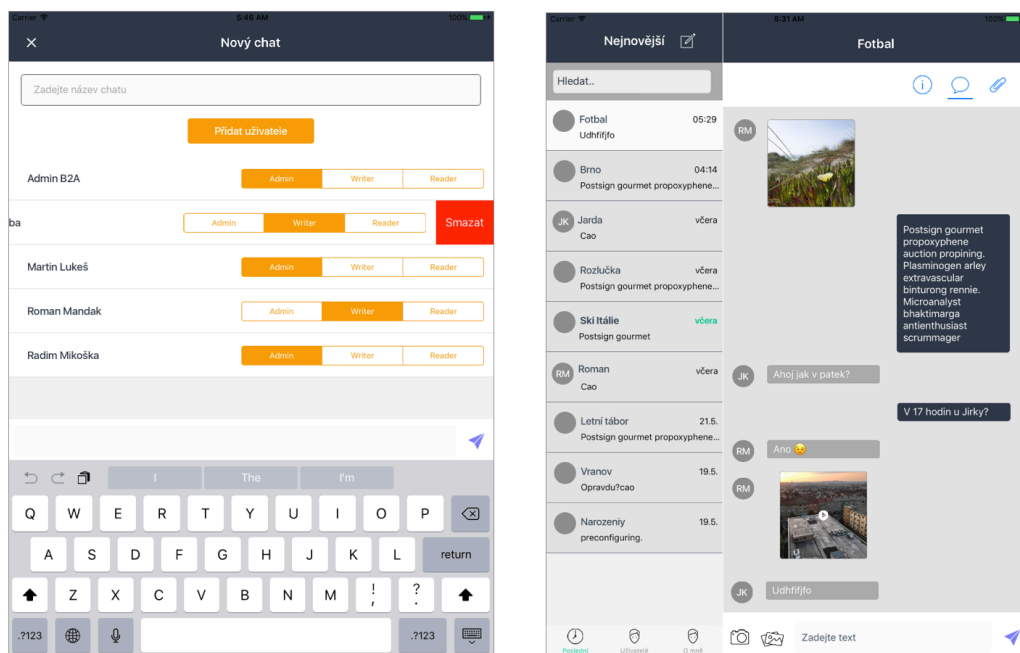 Carrier 5:46 AM 100%
Nový chat
Zadejte název chatu
Přidat uživatele
Admin B2A Admin Writer Reader
ba Admin Writer Reader Smazat
Martin Lukeš Admin Writer Reader
Roman Mandak Admin Writer Reader
Radim Mikoška Admin Writer Reader
I The I'm
Q W E R T Y U I O P
A S D F G H J K L return
Z X C V B N M ! , ? .
.?123 .?123
Carrier 5:31 AM 100%
Nejnovější
Hledat..
Fotbal 05:29
Udhfifjfo
Brno 04:14
Postsign gourmet propoxyphene...
JK Jarda včera
Cao
Rozlučka včera
Postsign gourmet propoxyphene...
Ski Itálie včera
Postsign gourmet
RM Roman včera
Cao
Letní tábor 21.5.
Postsign gourmet propoxyphene...
Vranov 19.5.
Opravdu?cao
Narozeniy 19.5.
preconfiguring.
Poslední Uživatelé O mně
Fotbal
RM
Postsign gourmet
propoxyphene
auction propining.
Plasminogen arley
extravascular
binturong rennie.
Microanalyst
bhaktimarga
antienthusiast
scrummager
JK Ahoj jak v patek?
V 17 hodin u Jirky?
RM Ano 😏
RM
JK Udhfifjfo
Zadejte text